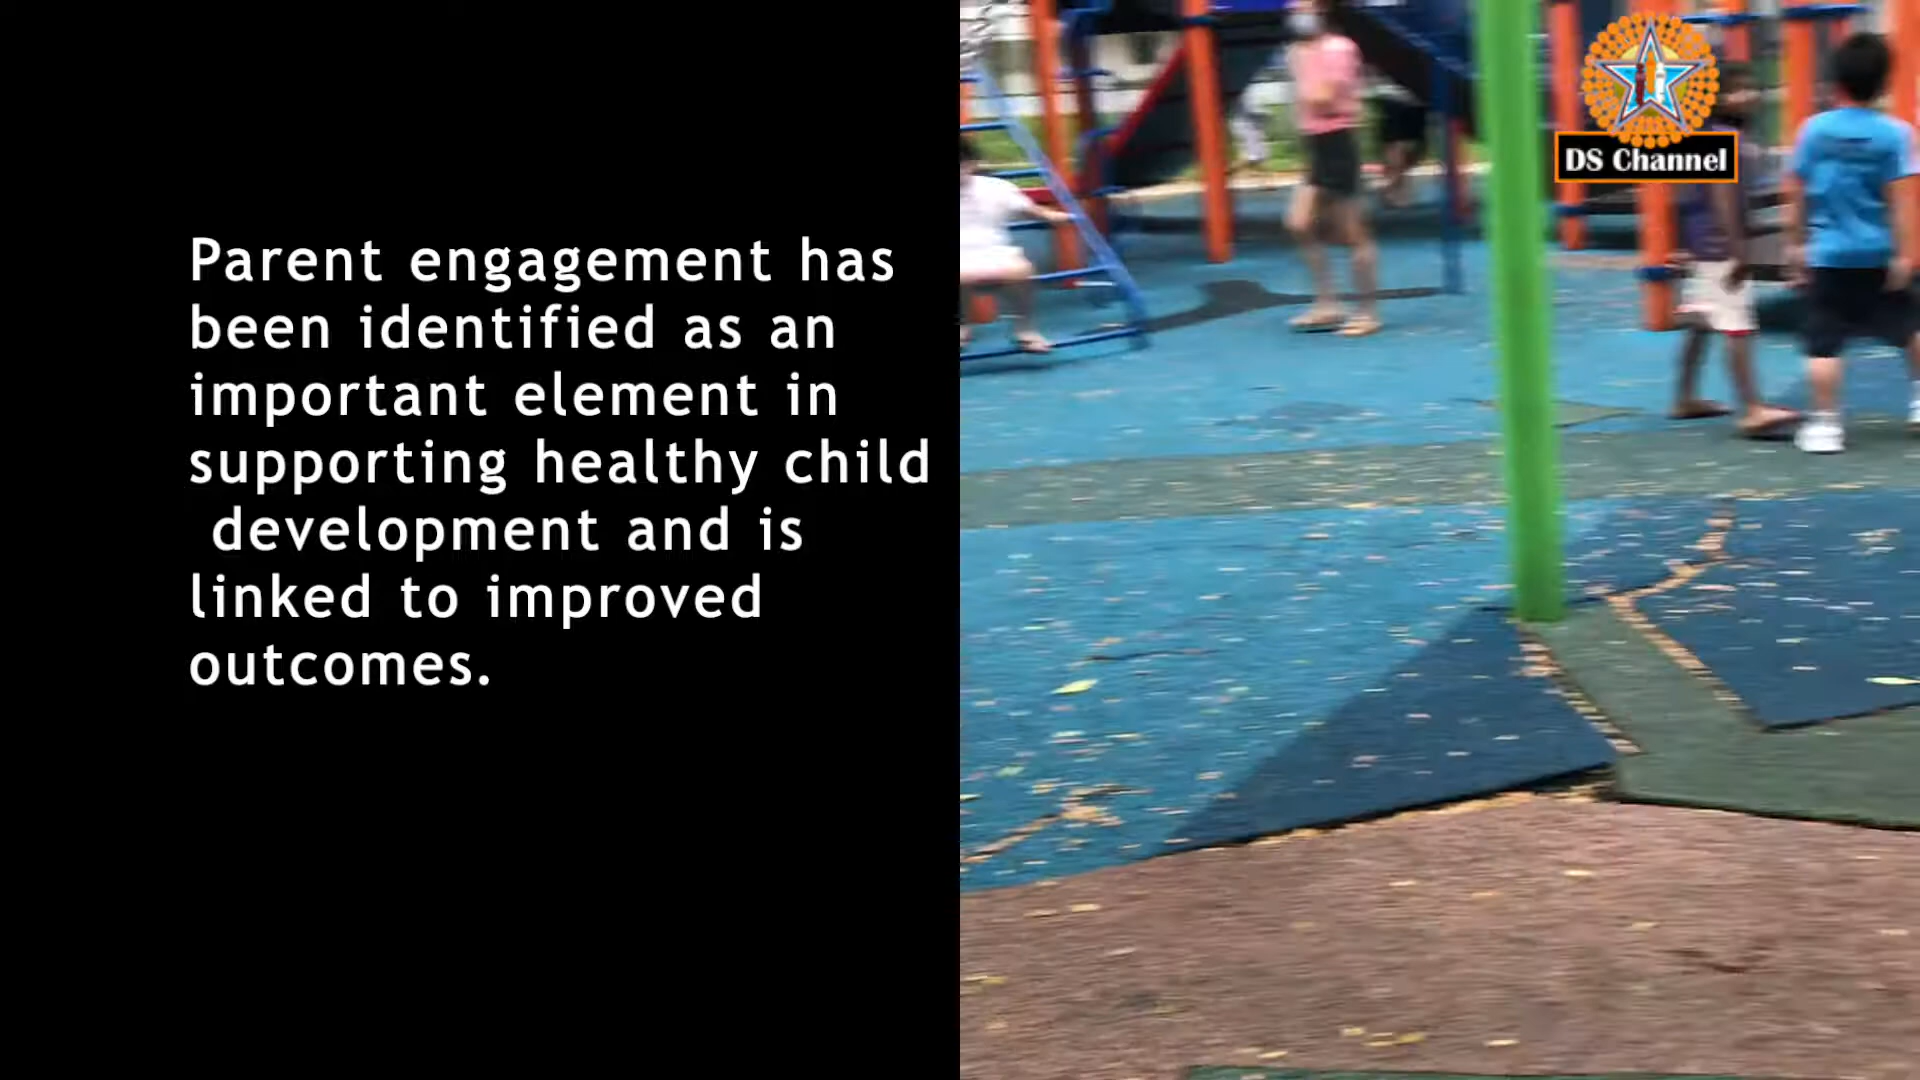 Parent engagement has
been identified as an
important element in
supporting healthy child
development and is
linked to improved
outcomes.
DS Channel